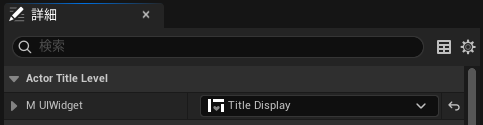 詳細
検索
Actor Title Level
M UIWidget Title Display